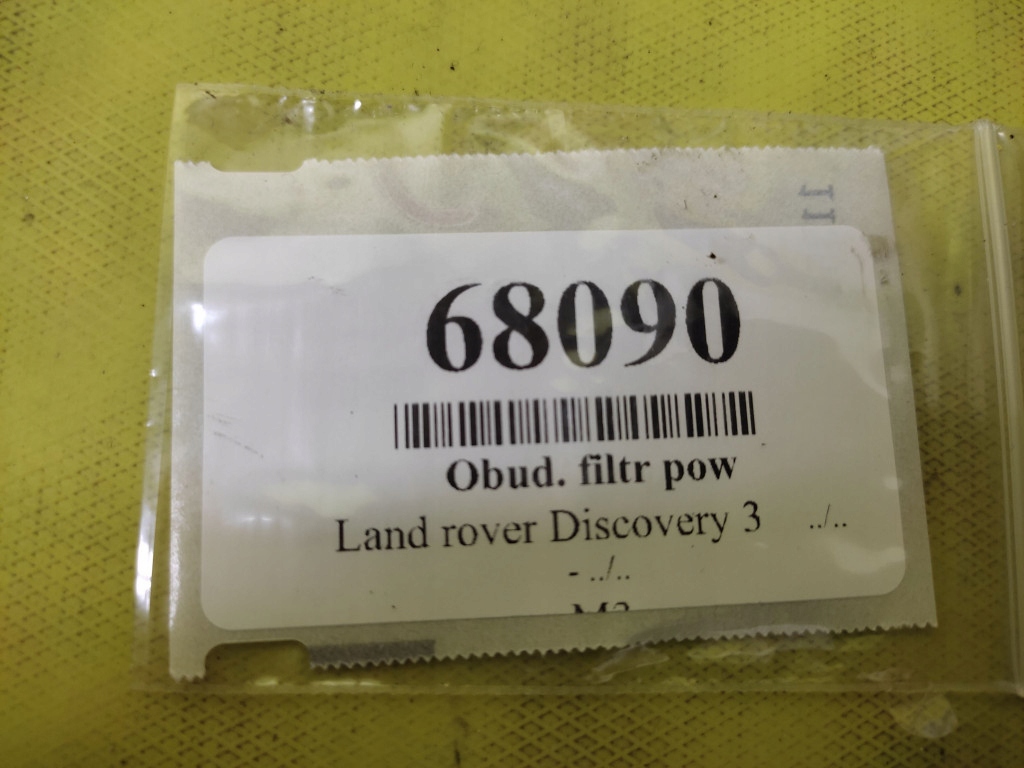 68090
Obud. filtr pow
Land rover Discovery 3 ../..
- ../..